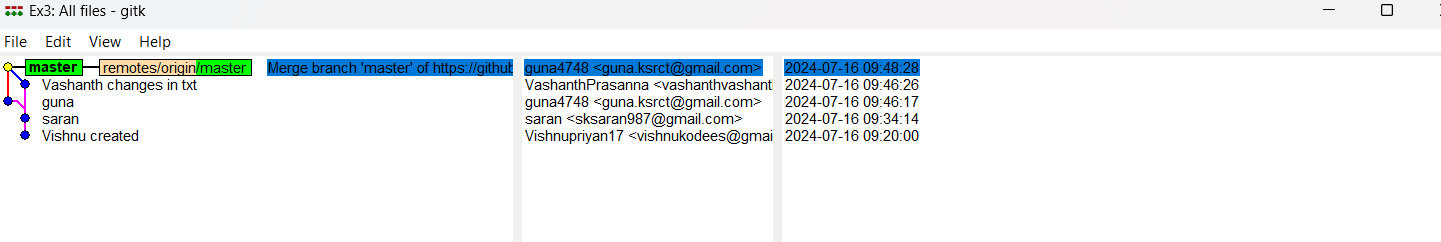 Ex3: All files - gitk
File Edit View Help
master remotes/origin/master Merge branch 'master' of https://github guna4748 <guna.ksrct@gmail.com> 2024-07-16 09:48:28
Vashanth changes in txt VashanthPrasanna <vashanthvashant 2024-07-16 09:46:26
guna guna4748 <guna.ksrct@gmail.com> 2024-07-16 09:46:17
saran saran <sksaran987@gmail.com> 2024-07-16 09:34:14
Vishnu created Vishnupriyan17 <vishnukodees@gmai 2024-07-16 09:20:00